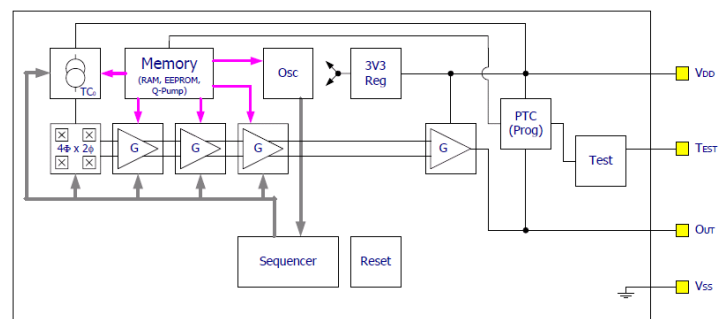 Memory
(RAM, EEPROM,
Q-Pump)
Osc
3V3
Reg
VDD
TC0
PTC
(Prog)
4Φ x 2ϕ
G
G
G
G
Test
TEST
OUT
Sequencer
Reset
VSS